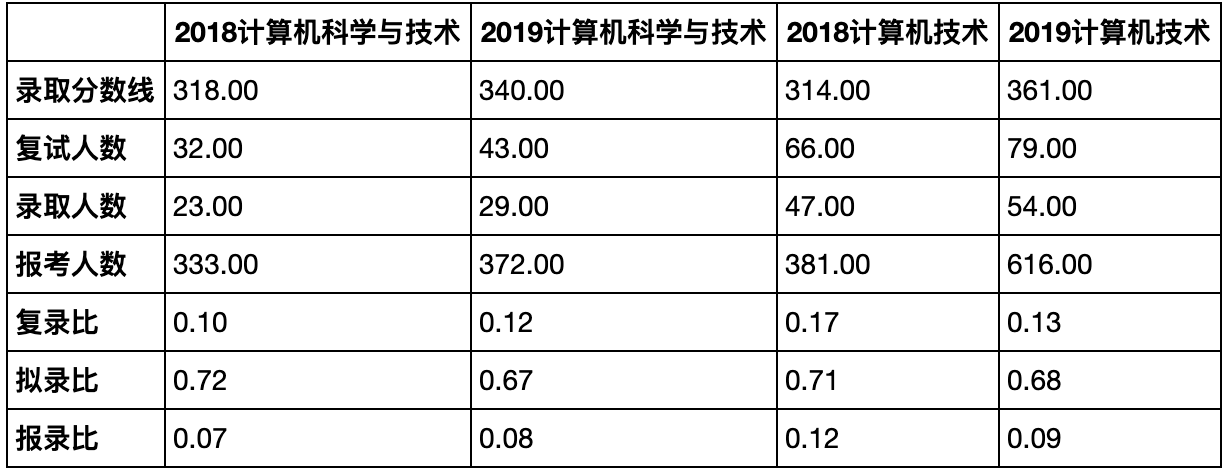 2018计算机科学与技术 2019计算机科学与技术 2018计算机技术 2019计算机技术
录取分数线 318.00 340.00 314.00 361.00
复试人数 32.00 43.00 66.00 79.00
录取人数 23.00 29.00 47.00 54.00
报考人数 333.00 372.00 381.00 616.00
复录比 0.10 0.12 0.17 0.13
拟录比 0.72 0.67 0.71 0.68
报录比 0.07 0.08 0.12 0.09